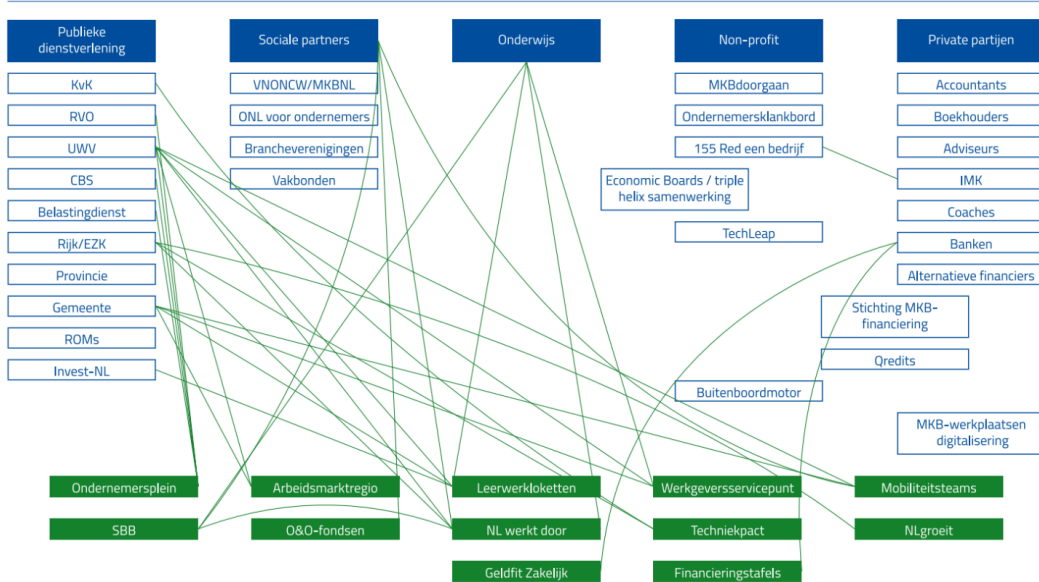 Publieke
dienstverlening
Sociale partners
Onderwijs
Non-profit
Private partijen
KvK
RVO
UWV
CBS
Belastingdienst
Rijk/EZK
Provincie
Gemeente
ROMs
Invest-NL
VNONCW/MKBNL
ONL voor ondernemers
Brancheverenigingen
Vakbonden
MKBdoorgaan
Ondernemersklankbord
155 Red een bedrijf
Economic Boards / triple
helix samenwerking
TechLeap
Buitenboordmotor
Accountants
Boekhouders
Adviseurs
IMK
Coaches
Banken
Alternatieve financiers
Stichting MKB-
financiering
Qredits
MKB-werkplaatsen
digitalisering
Ondernemersplein
Arbeidsmarktregio
Leerwerkloketten
Werkgeversservicepunt
Mobiliteitsteams
SBB
O&O-fondsen
NL werkt door
Techniekpact
NLgroeit
Geldfit Zakelijk
Financieringstafels